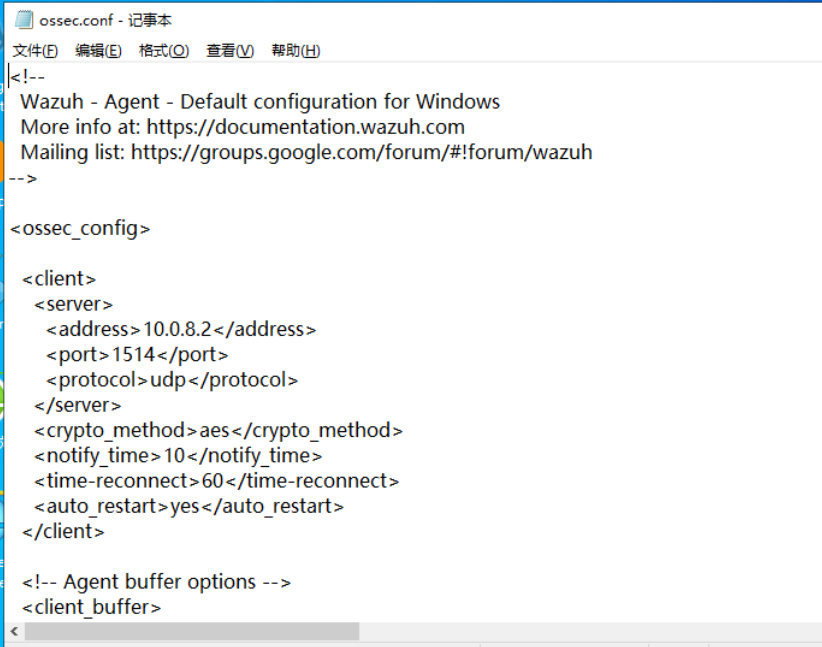 ossec.conf - 记事本
文件(F) 编辑(E) 格式(O) 查看(V) 帮助(H)
<!--
Wazuh - Agent - Default configuration for Windows
More info at: https://documentation.wazuh.com
Mailing list: https://groups.google.com/forum/#!forum/wazuh
-->
<ossec_config>
<client>
<server>
<address>10.0.8.2</address>
<port>1514</port>
<protocol>udp</protocol>
</server>
<crypto_method>aes</crypto_method>
<notify_time>10</notify_time>
<time-reconnect>60</time-reconnect>
<auto_restart>yes</auto_restart>
</client>
<!-- Agent buffer options -->
<client_buffer>